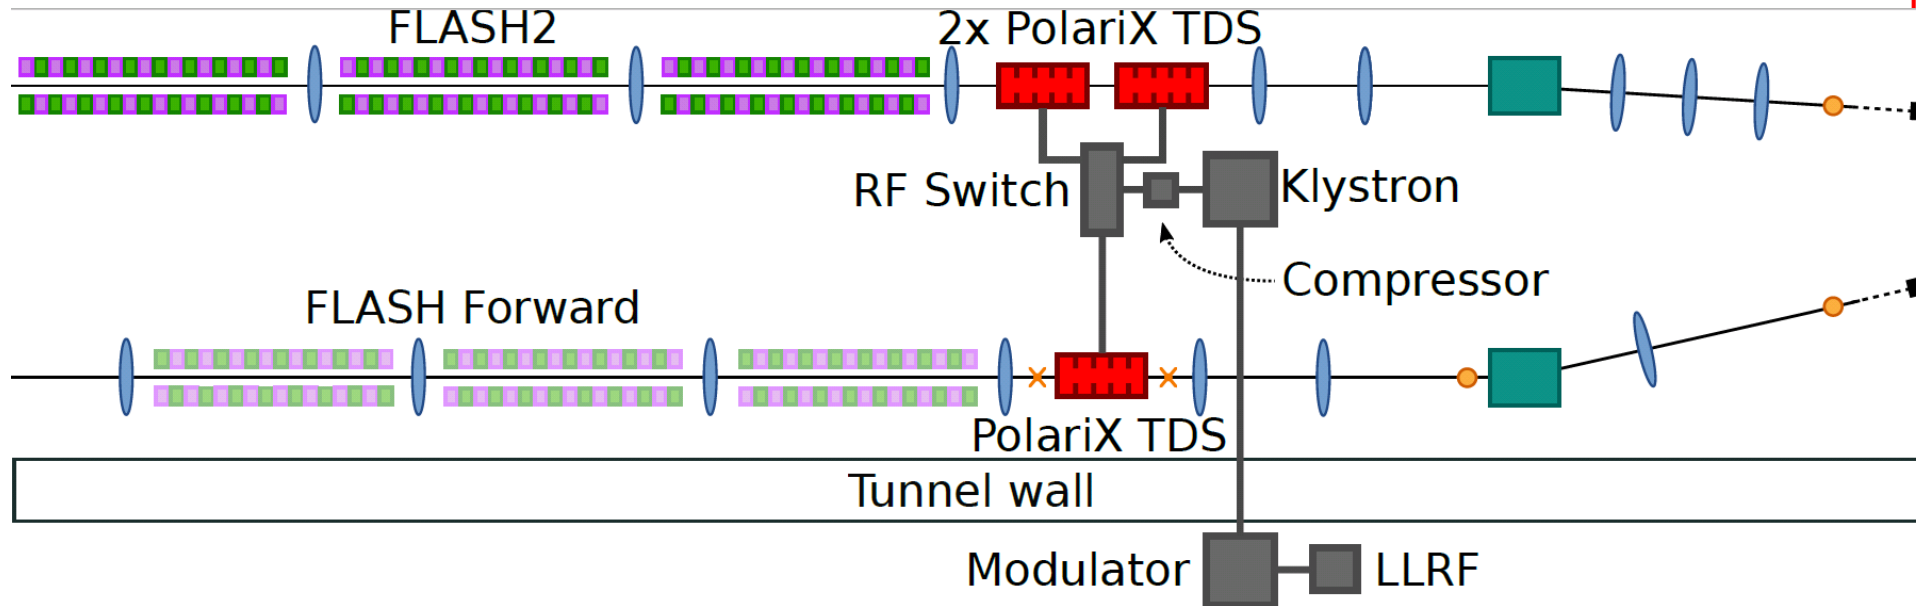 FLASH2
2x PolariX TDS
RF Switch
Klystron
Compressor
FLASH Forward
PolariX TDS
Tunnel wall
Modulator
LLRF